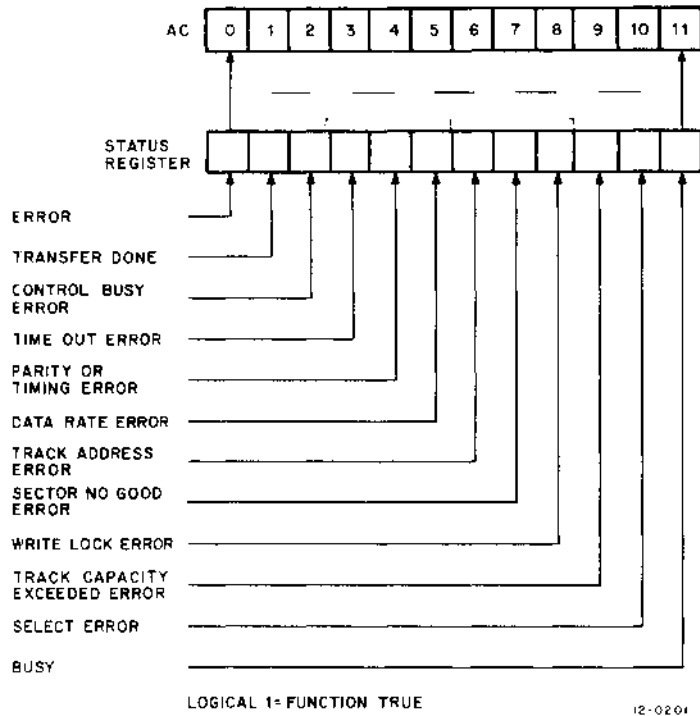 AC 0 1 2 3 4 5 6 7 8 9 10 11
STATUS
REGISTER
ERROR
TRANSFER DONE
CONTROL BUSY
ERROR
TIME OUT ERROR
PARITY OR
TIMING ERROR
DATA RATE ERROR
TRACK ADDRESS
ERROR
SECTOR NO GOOD
ERROR
WRITE LOCK ERROR
TRACK CAPACITY
EXCEEDED ERROR
SELECT ERROR
BUSY
LOGICAL 1 = FUNCTION TRUE
12-0201